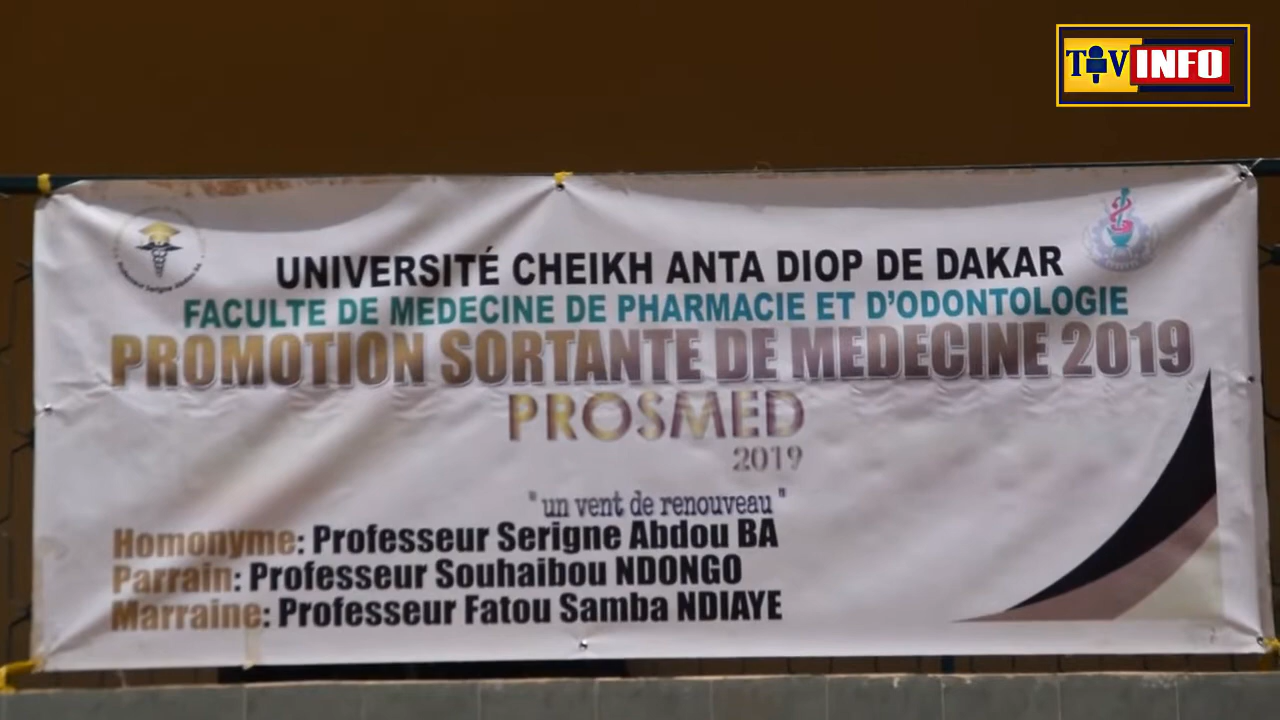 TV INFO
UNIVERSITÉ CHEIKH ANTA DIOP DE DAKAR
FACULTE DE MEDECINE DE PHARMACIE ET D'ODONTOLOGIE
PROMOTION SORTANTE DE MEDECINE 2019
PROSMED
2019
" un vent de renouveau "
Homonyme: Professeur Serigne Abdou BA
Parrain: Professeur Souhaibou NDONGO
Marraine: Professeur Fatou Samba NDIAYE